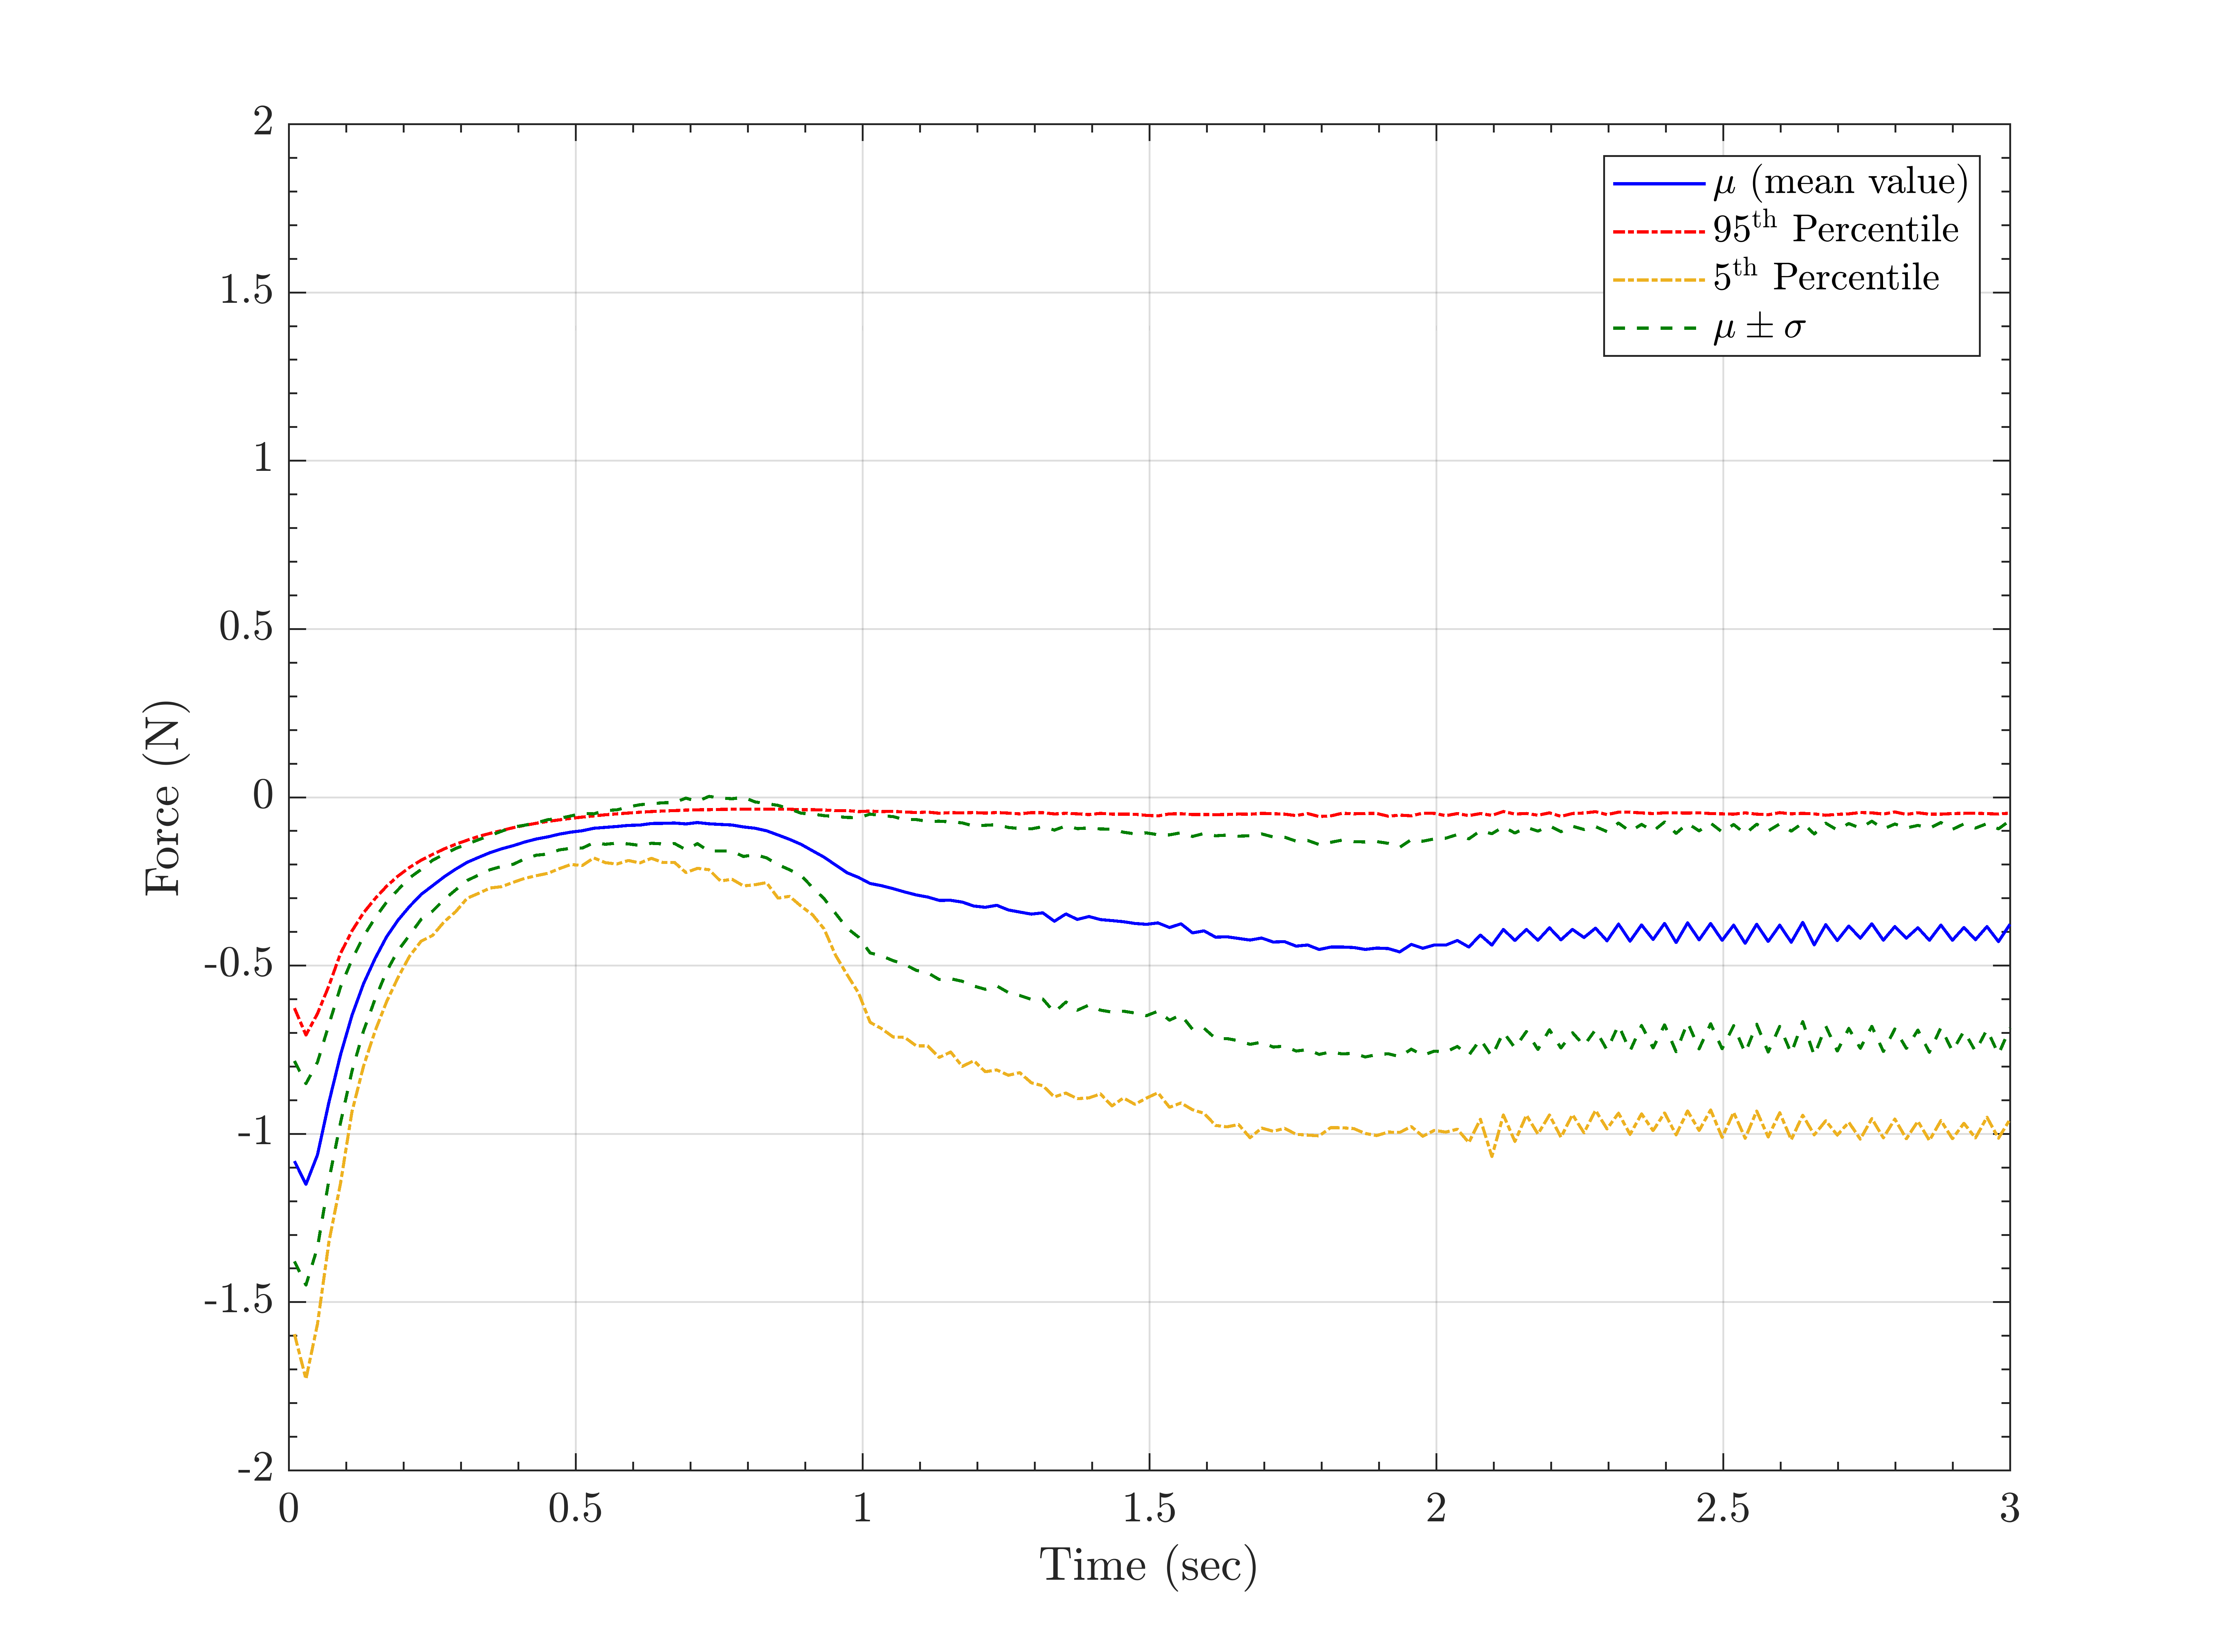 2
1.5
1
0.5
0
-0.5
-1
-1.5
-2
Force (N)
μ (mean value)
95th Percentile
5th Percentile
μ ± σ
0 0.5 1 1.5 2 2.5 3
Time (sec)